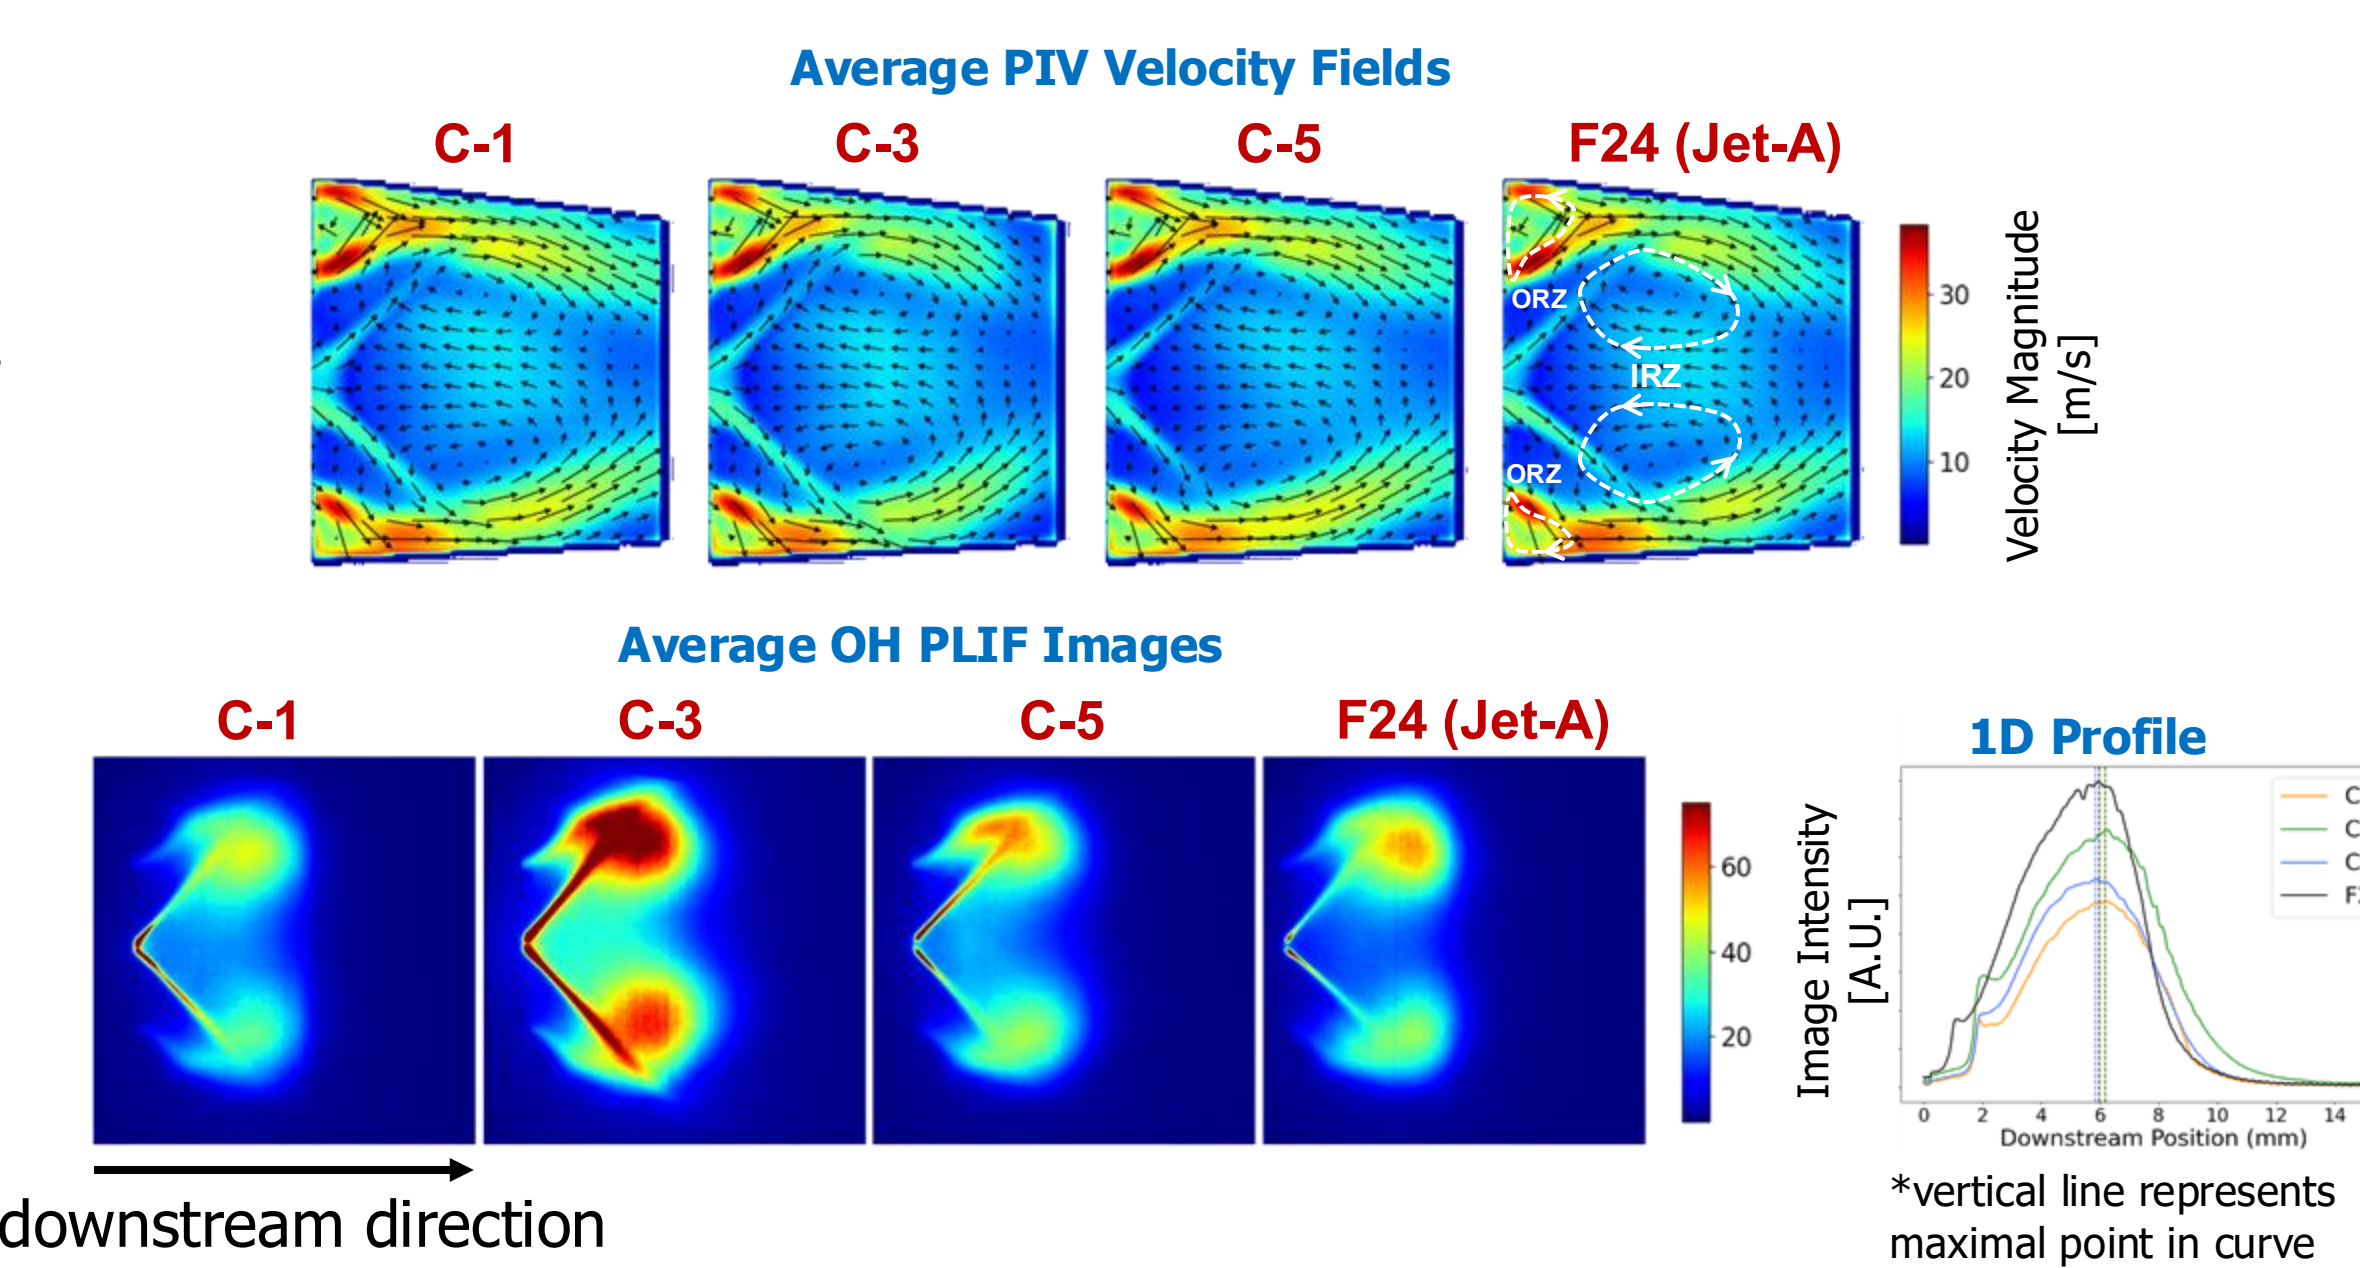 Average PIV Velocity Fields
C-1
C-3
C-5
F24 (Jet-A)
ORZ
IRZ
ORZ
30
20
10
Velocity Magnitude
[m/s]
Average OH PLIF Images
C-1
C-3
C-5
F24 (Jet-A)
60
40
20
Image Intensity
[A.U.]
1D Profile
C
C
C
F
0 2 4 6 8 10 12 14
Downstream Position (mm)
downstream direction
*vertical line represents
maximal point in curve